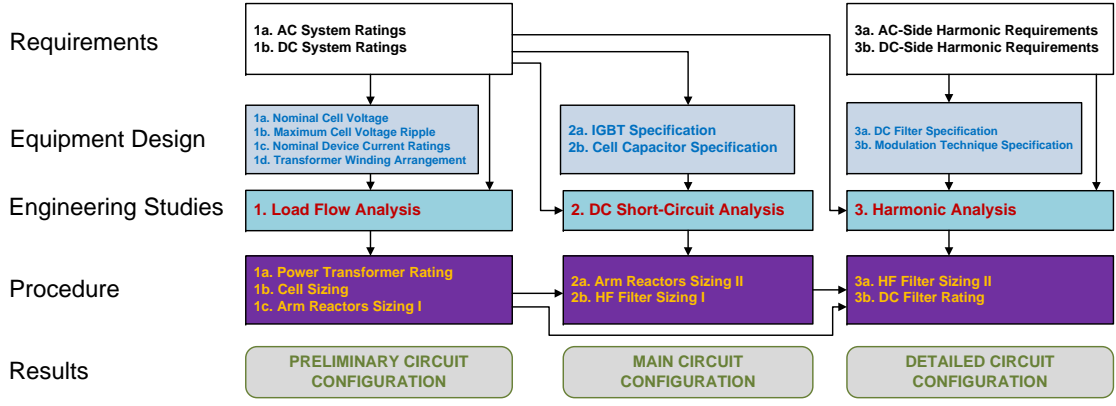 Requirements
1a. AC System Ratings
1b. DC System Ratings
3a. AC-Side Harmonic Requirements
3b. DC-Side Harmonic Requirements
Equipment Design
1a. Nominal Cell Voltage
1b. Maximum Cell Voltage Ripple
1c. Nominal Device Current Ratings
1d. Transformer Winding Arrangement
2a. IGBT Specification
2b. Cell Capacitor Specification
3a. DC Filter Specification
3b. Modulation Technique Specification
Engineering Studies
1. Load Flow Analysis
2. DC Short-Circuit Analysis
3. Harmonic Analysis
Procedure
1a. Power Transformer Rating
1b. Cell Sizing
1c. Arm Reactors Sizing I
2a. Arm Reactors Sizing II
2b. HF Filter Sizing I
3a. HF Filter Sizing II
3b. DC Filter Rating
Results
PRELIMINARY CIRCUIT
CONFIGURATION
MAIN CIRCUIT
CONFIGURATION
DETAILED CIRCUIT
CONFIGURATION